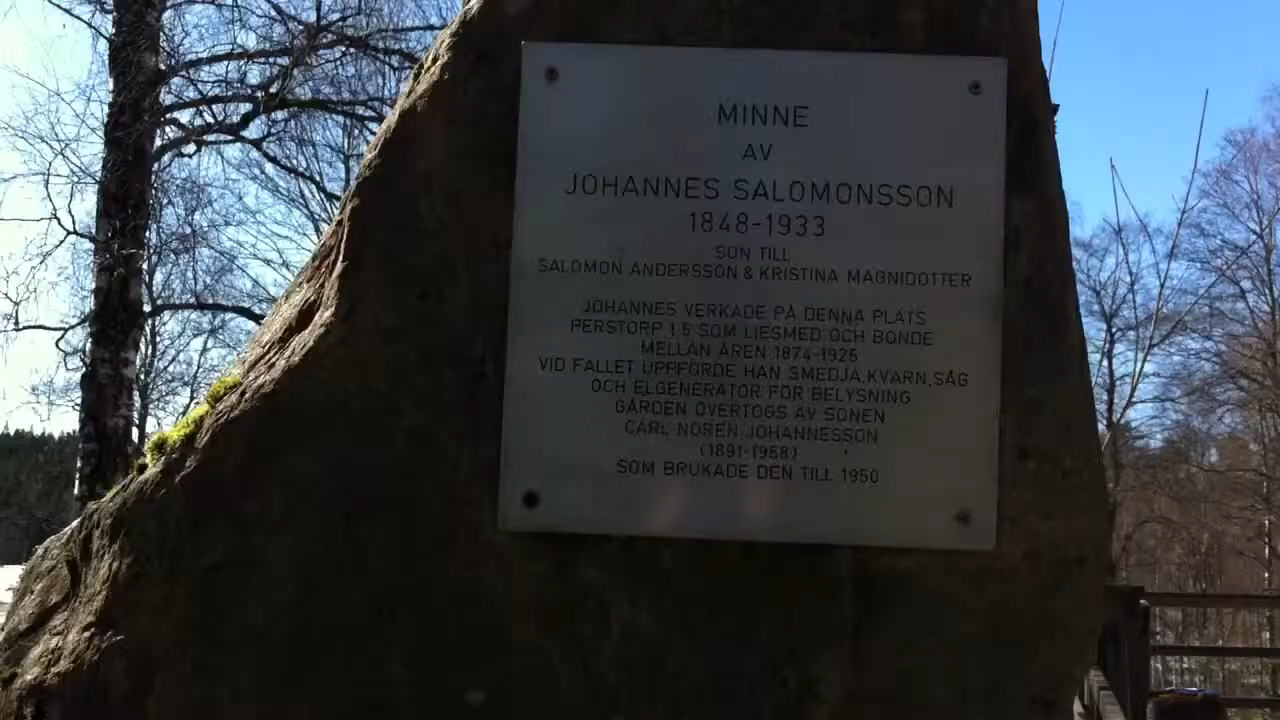 MINNE
AV
JOHANNES SALOMONSSON
1848-1933
SON TILL
SALOMON ANDERSSON & KRISTINA MAGNIDOTTER
JOHANNES VERKADE PÅ DENNA PLATS
PERSTORP 1.5 SOM LIESMED OCH BONDE
MELLAN ÅREN 1874-1925
VID FALLET UPPFÖRDE HAN SMEDJA,KVARN,SÅG
OCH ELGENERATOR FÖR BELYSNING
GÅRDEN ÖVERTOGS AV SONEN
CARL NORÉN JOHANNESSON
(1891-1958)
SOM BRUKADE DEN TILL 1950